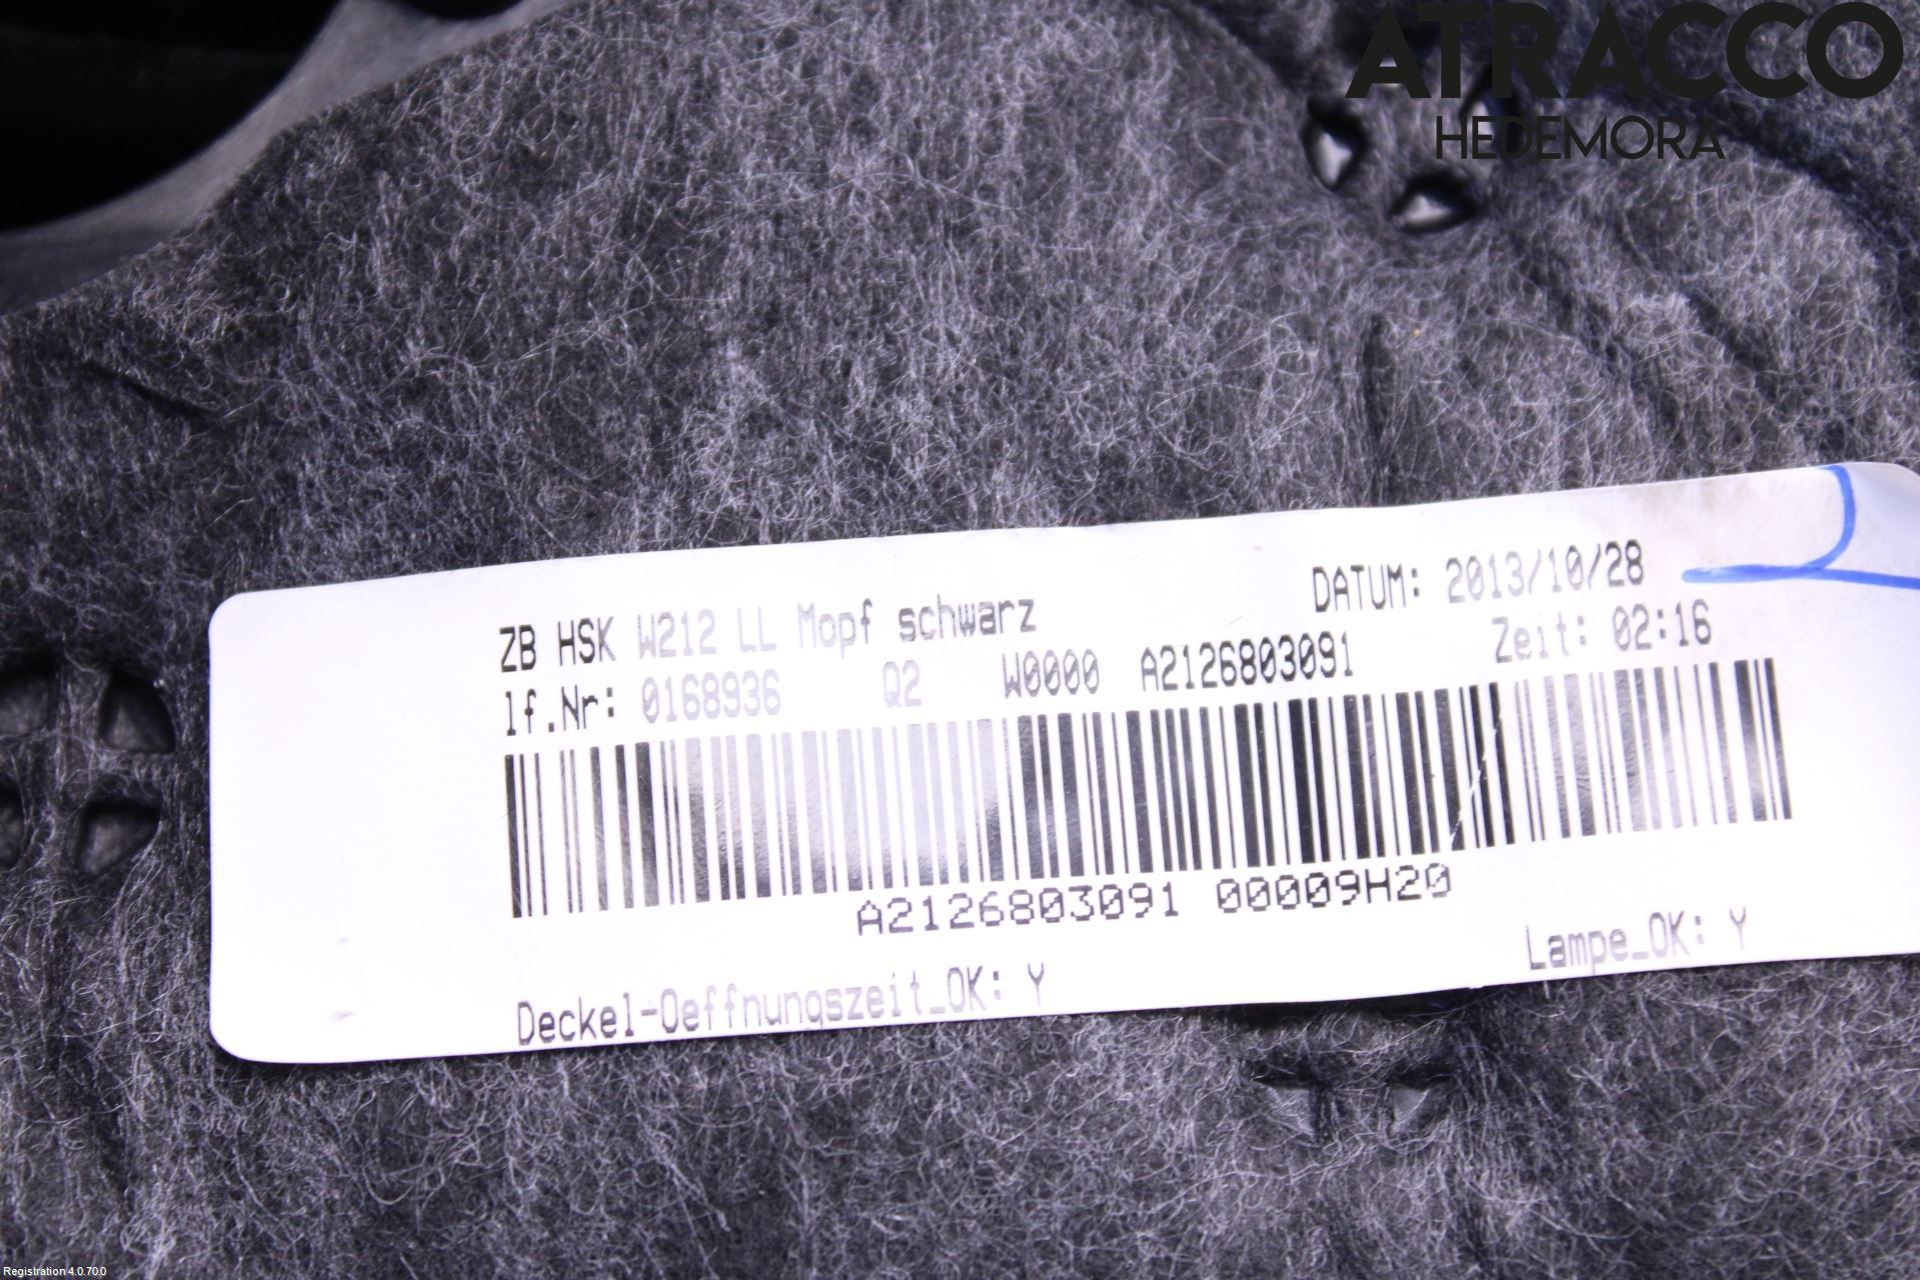 ATRACCO
HEDEMORA
ZB HSK W212 LL Mopf schwarz
DATUM: 2013/10/28
lf.Nr: 0168936 Q2 W0000 A2126803091
Zeit: 02:16
A2126803091 00009H20
Deckel-Oeffnungszeit_OK: Y
Lampe_OK: Y
Registration 4.0.70.0